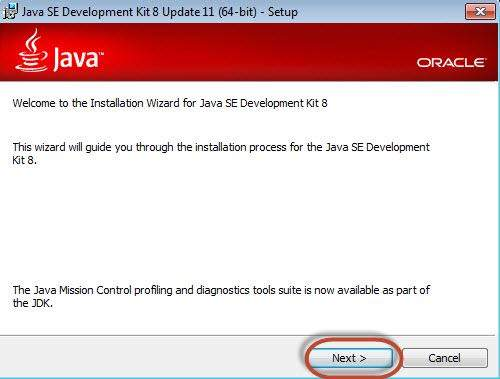 Java SE Development Kit 8 Update 11 (64-bit) - Setup
Java™
ORACLE®
Welcome to the Installation Wizard for Java SE Development Kit 8
This wizard will guide you through the installation process for the Java SE Development
Kit 8.
The Java Mission Control profiling and diagnostics tools suite is now available as part of
the JDK.
Next >
Cancel